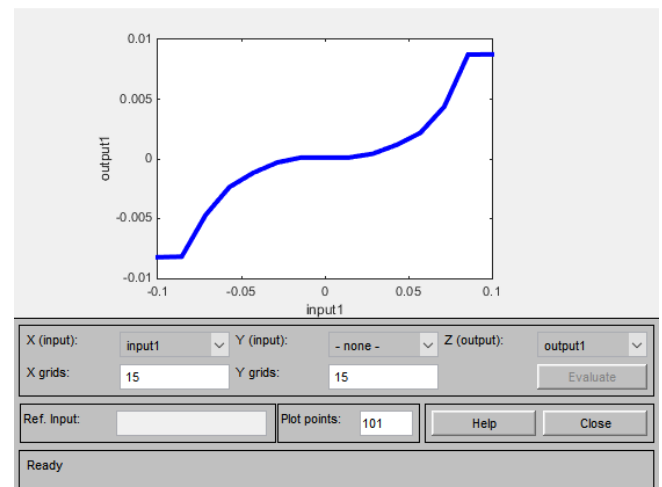 0.01
0.005
0
-0.005
-0.01
output1
-0.1 -0.05 0 0.05 0.1
input1
X (input): input1 Y (input): - none - Z (output): output1
X grids: 15 Y grids: 15 Evaluate
Ref. Input: Plot points: 101 Help Close
Ready